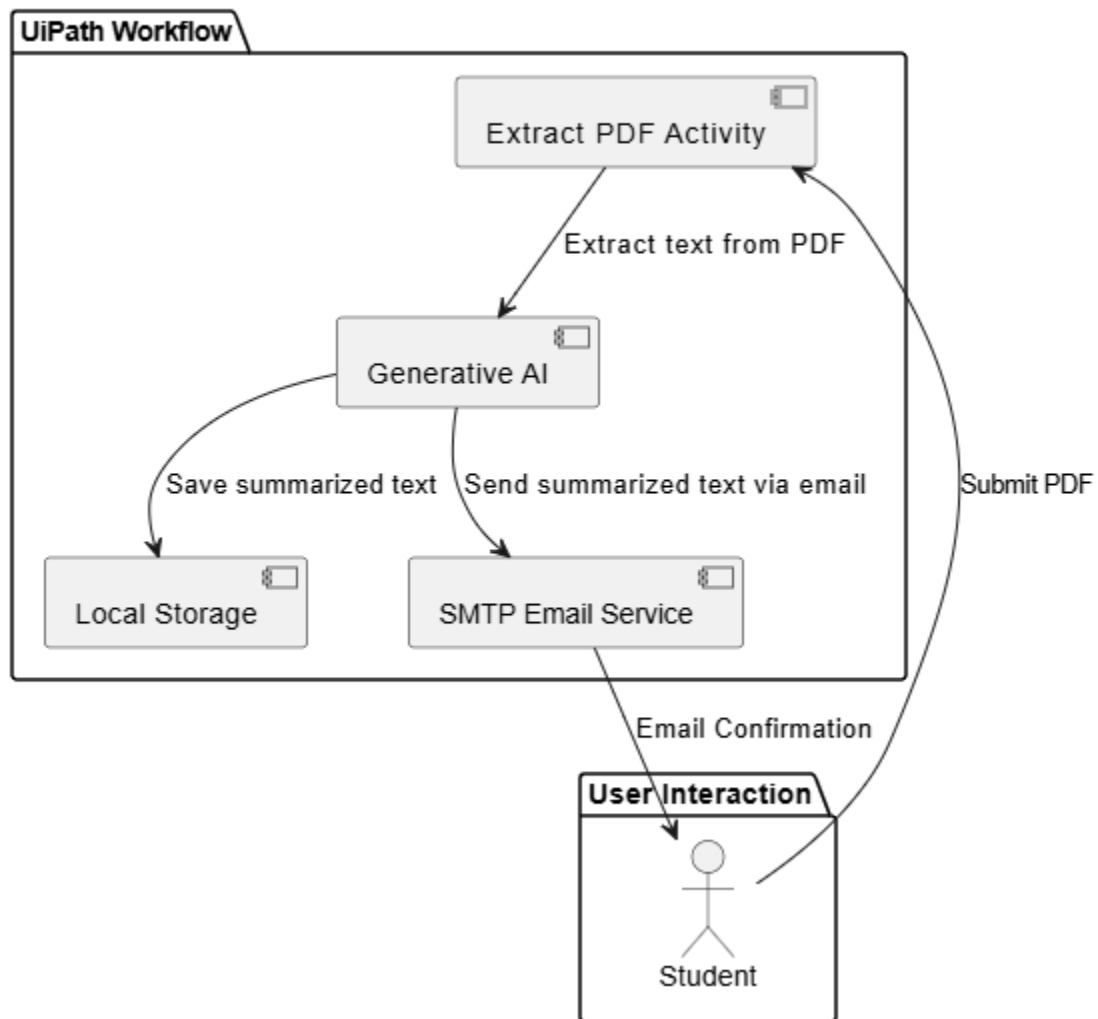 UiPath Workflow
Extract PDF Activity
Extract text from PDF
Generative AI
Save summarized text
Send summarized text via email
Submit PDF
Local Storage
SMTP Email Service
Email Confirmation
User Interaction
Student